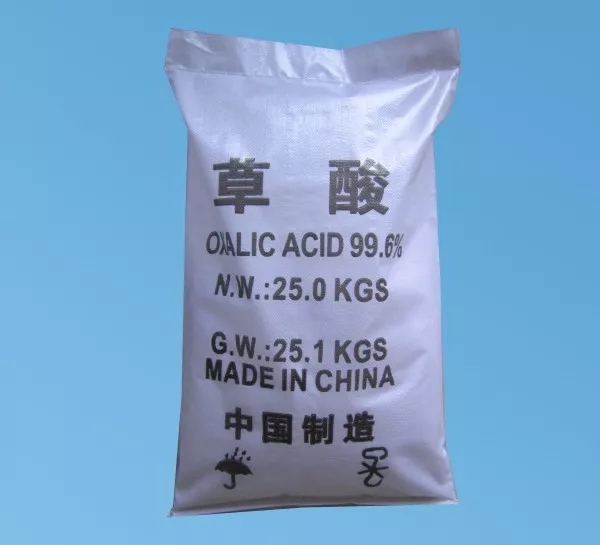 草 酸
OXALIC ACID 99.6%
N.W.:25.0 KGS
G.W.:25.1 KGS
MADE IN CHINA
中国制造